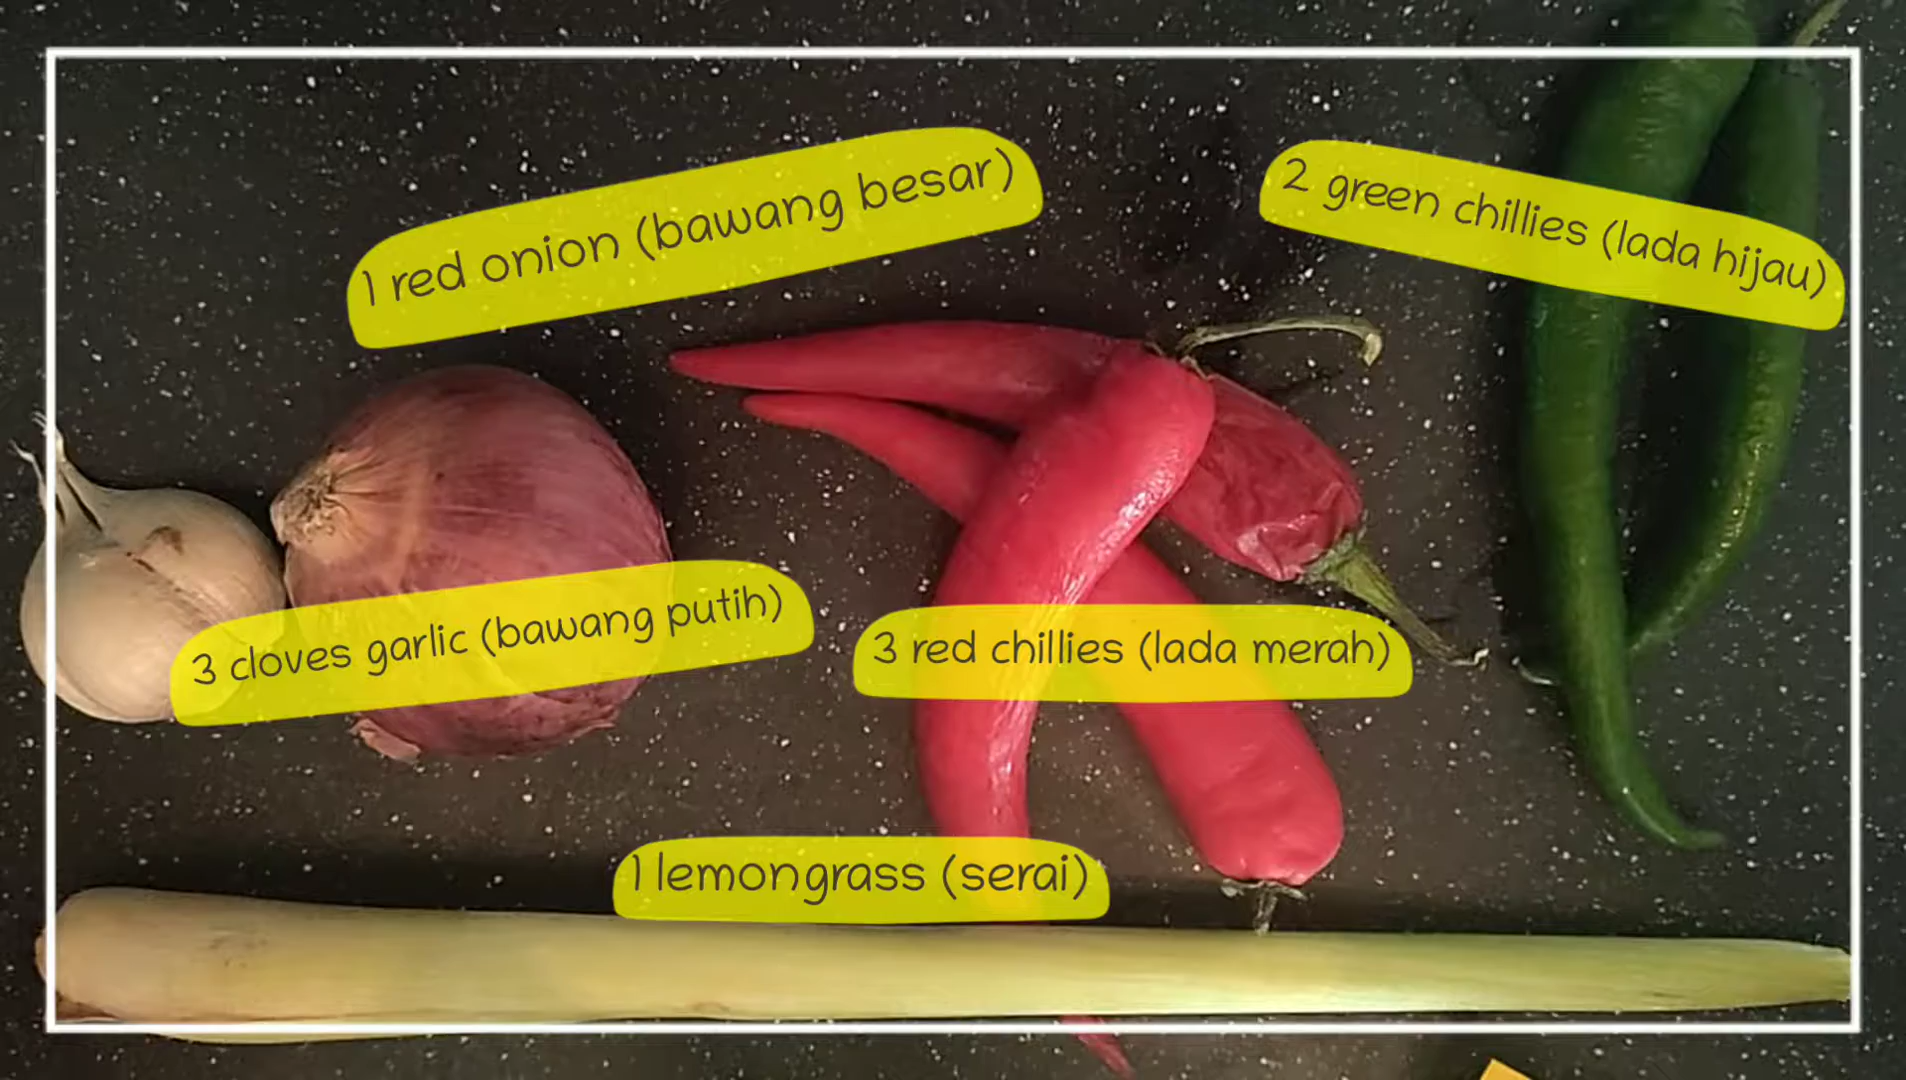 1 red onion (bawang besar)
2 green chillies (lada hijau)
3 cloves garlic (bawang putih)
3 red chillies (lada merah)
1 lemongrass (serai)